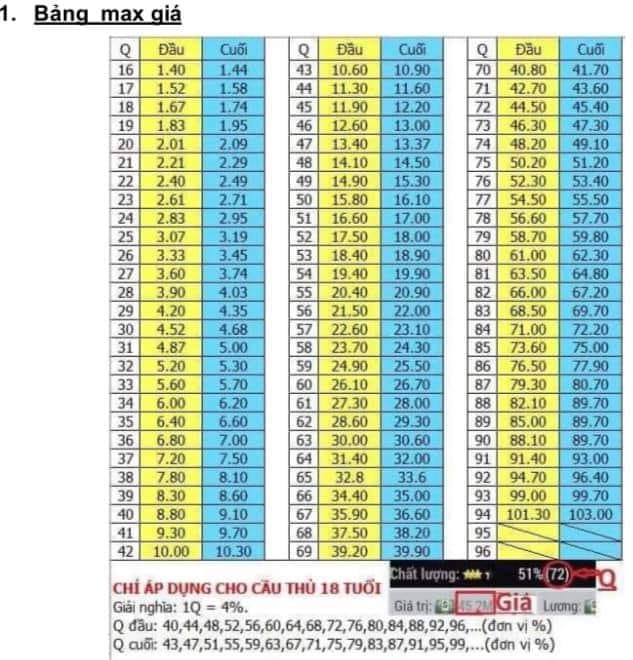 1. Bảng max giá
Q Đầu Cuối Q Đầu Cuối Q Đầu Cuối
16 1.40 1.44 43 10.60 10.90 70 40.80 41.70
17 1.52 1.58 44 11.30 11.60 71 42.70 43.60
18 1.67 1.74 45 11.90 12.20 72 44.50 45.40
19 1.83 1.95 46 12.60 13.00 73 46.30 47.30
20 2.01 2.09 47 13.40 13.37 74 48.20 49.10
21 2.21 2.29 48 14.10 14.50 75 50.20 51.20
22 2.40 2.49 49 14.90 15.30 76 52.30 53.40
23 2.61 2.71 50 15.80 16.10 77 54.50 55.50
24 2.83 2.95 51 16.60 17.00 78 56.60 57.70
25 3.07 3.19 52 17.50 18.00 79 58.70 59.80
26 3.33 3.45 53 18.40 18.90 80 61.00 62.30
27 3.60 3.74 54 19.40 19.90 81 63.50 64.80
28 3.90 4.03 55 20.40 20.90 82 66.00 67.20
29 4.20 4.35 56 21.50 22.00 83 68.50 69.70
30 4.52 4.68 57 22.60 23.10 84 71.00 72.20
31 4.87 5.00 58 23.70 24.30 85 73.60 75.00
32 5.20 5.30 59 24.90 25.50 86 76.50 77.90
33 5.60 5.70 60 26.10 26.70 87 79.30 80.70
34 6.00 6.20 61 27.30 28.00 88 82.10 89.70
35 6.40 6.60 62 28.60 29.30 89 85.00 89.70
36 6.80 7.00 63 30.00 30.60 90 88.10 89.70
37 7.20 7.50 64 31.40 32.00 91 91.40 93.00
38 7.80 8.10 65 32.8 33.6 92 94.70 96.40
39 8.30 8.60 66 34.40 35.00 93 99.00 99.70
40 8.80 9.10 67 35.90 36.60 94 101.30 103.00
41 9.30 9.70 68 37.50 38.20 95
42 10.00 10.30 69 39.20 39.90 96
Chất lượng: 51% (72) Q
CHỈ ÁP DỤNG CHO CẦU THỦ 18 TUỔI
Giải nghĩa: 1Q = 4%. Giá trị: 45.2M Giá Lương:
Q đầu: 40,44,48,52,56,60,64,68,72,76,80,84,88,92,96,...(đơn vị %)
Q cuối: 43,47,51,55,59,63,67,71,75,79,83,87,91,95,99,...(đơn vị %)